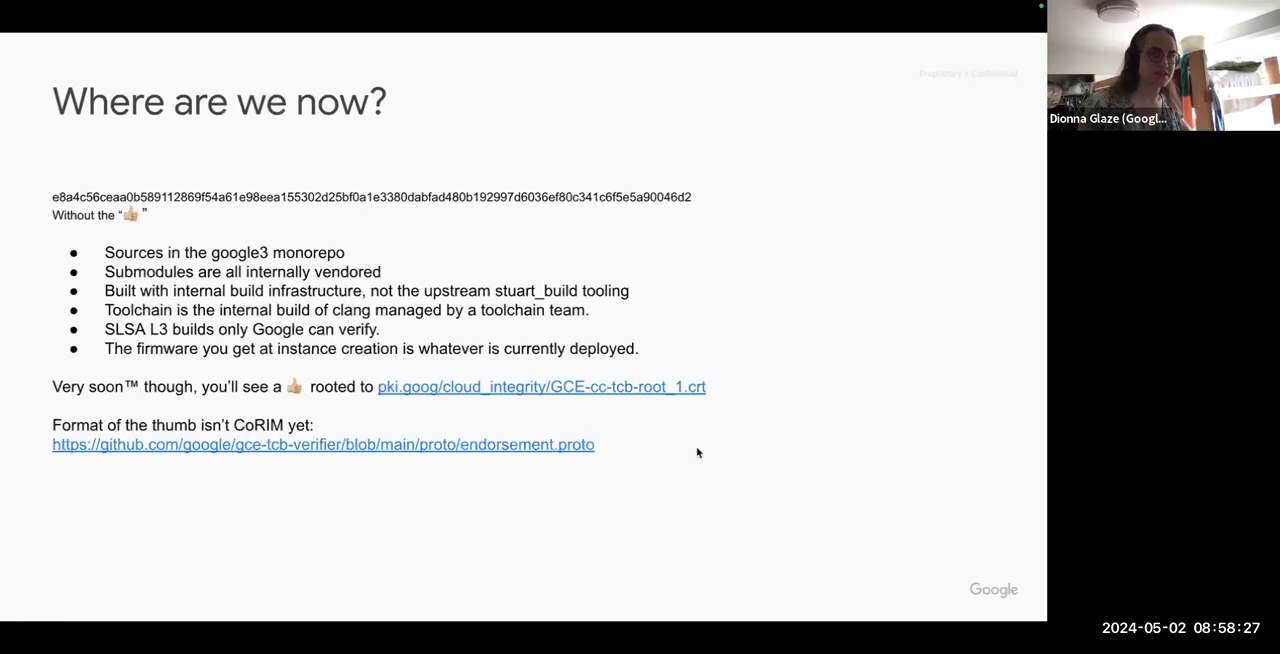 Proprietary + Confidential
Where are we now?
e8a4c56ceaa0b589112869f54a61e98eea155302d25bf0a1e3380dabfad480b192997d6036ef80c341c6f5e5a90046d2
Without the “👍🏼”
● Sources in the google3 monorepo
● Submodules are all internally vendored
● Built with internal build infrastructure, not the upstream stuart_build tooling
● Toolchain is the internal build of clang managed by a toolchain team.
● SLSA L3 builds only Google can verify.
● The firmware you get at instance creation is whatever is currently deployed.
Very soon™ though, you’ll see a 👍🏼 rooted to pki.goog/cloud_integrity/GCE-cc-tcb-root_1.crt
Format of the thumb isn’t CoRIM yet:
https://github.com/google/gce-tcb-verifier/blob/main/proto/endorsement.proto
Google
Dionna Glaze (Googl...
2024-05-02 08:58:27